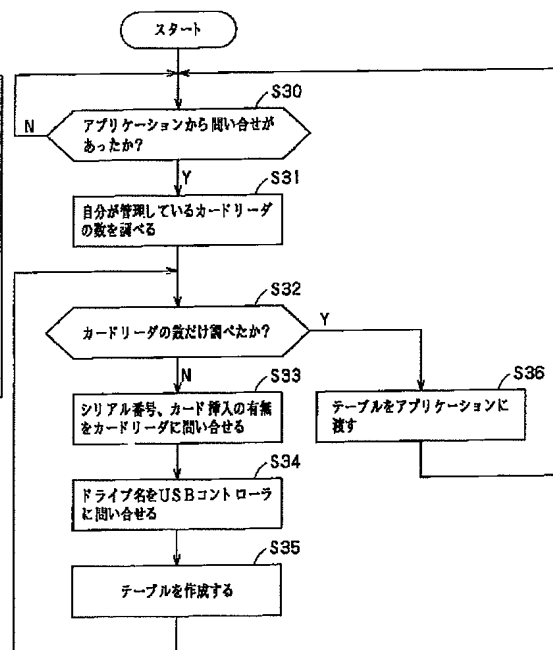 スタート
S30
アプリケーションから問い合せが
あったか?
N
Y
S31
自分が管理しているカードリーダ
の数を調べる
S32
カードリーダの数だけ調べたか?
Y
N
S33
シリアル番号、カード挿入の有無
をカードリーダに問い合せる
S36
テーブルをアプリケーションに
渡す
S34
ドライブ名をUSBコントローラ
に問い合せる
S35
テーブルを作成する